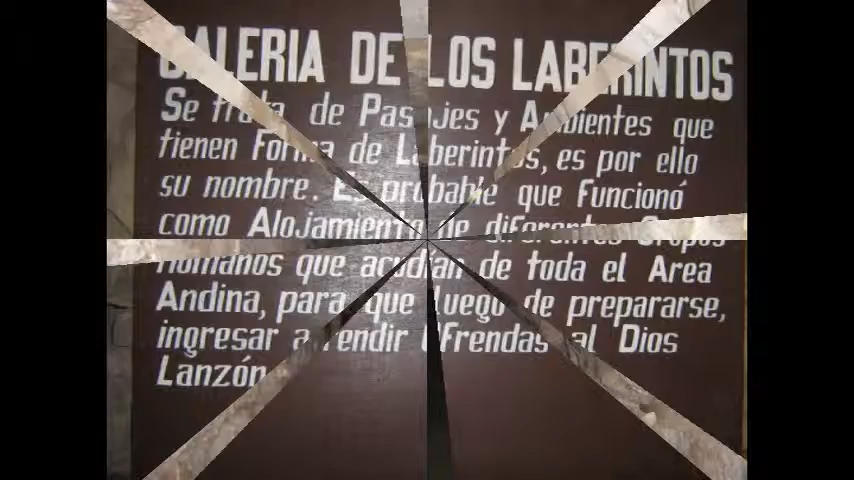 GALERIA DE LOS LABERINTOS
Se trata de Pasajes y Ambientes que
tienen Forma de Laberintos, es por ello
su nombre. Es probable que Funcionó
como Alojamiento de diferentes Grupos
Humanos que acudían de toda el Area
Andina, para que luego de prepararse,
ingresar a rendir Ofrendas al Dios
Lanzón